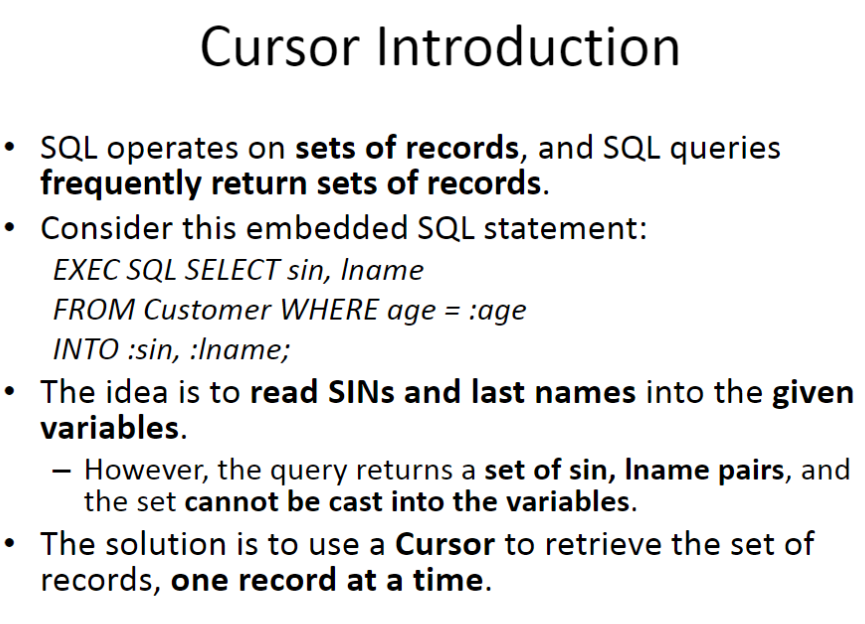 Cursor Introduction
• SQL operates on sets of records, and SQL queries
frequently return sets of records.
• Consider this embedded SQL statement:
EXEC SQL SELECT sin, lname
FROM Customer WHERE age = :age
INTO :sin, :lname;
• The idea is to read SINs and last names into the given
variables.
– However, the query returns a set of sin, lname pairs, and
the set cannot be cast into the variables.
• The solution is to use a Cursor to retrieve the set of
records, one record at a time.